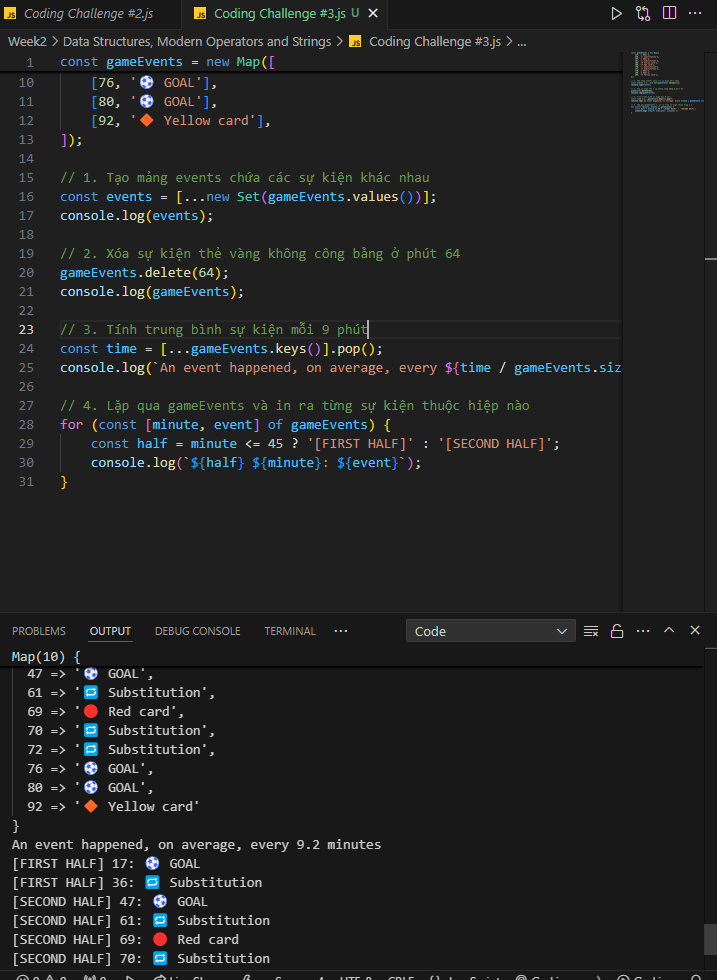 JS Coding Challenge #2.js
JS Coding Challenge #3.js U
Week2 > Data Structures, Modern Operators and Strings > JS Coding Challenge #3.js > ...
1 const gameEvents = new Map([
10 [76, '⚽ GOAL'],
11 [80, '⚽ GOAL'],
12 [92, '🔶 Yellow card'],
13 ]);
14
15 // 1. Tạo mảng events chứa các sự kiện khác nhau
16 const events = [...new Set(gameEvents.values())];
17 console.log(events);
18
19 // 2. Xóa sự kiện thẻ vàng không công bằng ở phút 64
20 gameEvents.delete(64);
21 console.log(gameEvents);
22
23 // 3. Tính trung bình sự kiện mỗi 9 phút
24 const time = [...gameEvents.keys()].pop();
25 console.log(`An event happened, on average, every ${time / gameEvents.siz
26
27 // 4. Lặp qua gameEvents và in ra từng sự kiện thuộc hiệp nào
28 for (const [minute, event] of gameEvents) {
29 const half = minute <= 45 ? '[FIRST HALF]' : '[SECOND HALF]';
30 console.log(`${half} ${minute}: ${event}`);
31 }
PROBLEMS OUTPUT DEBUG CONSOLE TERMINAL ... Code
Map(10) {
47 => '⚽ GOAL',
61 => '🔁 Substitution',
69 => '🔴 Red card',
70 => '🔁 Substitution',
72 => '🔁 Substitution',
76 => '⚽ GOAL',
80 => '⚽ GOAL',
92 => '🔶 Yellow card'
}
An event happened, on average, every 9.2 minutes
[FIRST HALF] 17: ⚽ GOAL
[FIRST HALF] 36: 🔁 Substitution
[SECOND HALF] 47: ⚽ GOAL
[SECOND HALF] 61: 🔁 Substitution
[SECOND HALF] 69: 🔴 Red card
[SECOND HALF] 70: 🔁 Substitution